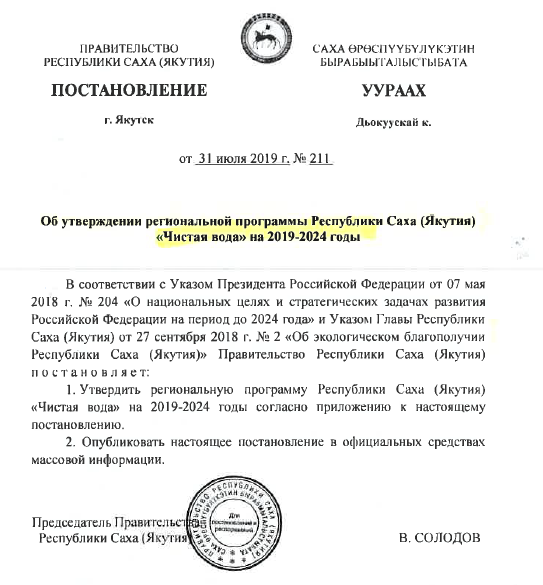 ПРАВИТЕЛЬСТВО
РЕСПУБЛИКИ САХА (ЯКУТИЯ)
САХА ӨРӨСПҮҮБҮЛҮКЭТИН
БЫРАБЫЫТАЛЫСТЫБАТА
ПОСТАНОВЛЕНИЕ
УУРААХ
г. Якутск
Дьокуускай к.
от 31 июля 2019 г. № 211
Об утверждении региональной программы Республики Саха (Якутия)
«Чистая вода» на 2019-2024 годы
В соответствии с Указом Президента Российской Федерации от 07 мая
2018 г. № 204 «О национальных целях и стратегических задачах развития
Российской Федерации на период до 2024 года» и Указом Главы Республики
Саха (Якутия) от 27 сентября 2018 г. № 2 «Об экологическом благополучии
Республики Саха (Якутия)» Правительство Республики Саха (Якутия)
п о с т а н о в л я е т:
1. Утвердить региональную программу Республики Саха (Якутия)
«Чистая вода» на 2019-2024 годы согласно приложению к настоящему
постановлению.
2. Опубликовать настоящее постановление в официальных средствах
массовой информации.
Председатель Правительства
Республики Саха (Якутия)
Для
постановлений и
распоряжений
В. СОЛОДОВ